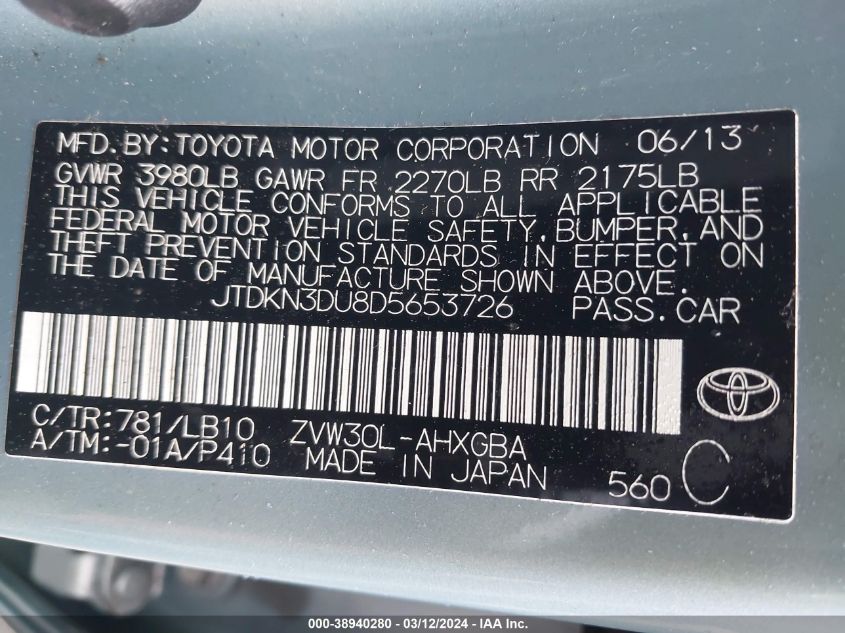 MFD. BY: TOYOTA MOTOR CORPORATION 06/13
GVWR 3980LB GAWR FR 2270LB RR 2175LB
THIS VEHICLE CONFORMS TO ALL APPLICABLE
FEDERAL MOTOR VEHICLE SAFETY, BUMPER, AND
THEFT PREVENTION STANDARDS IN EFFECT ON
THE DATE OF MANUFACTURE SHOWN ABOVE.
JTDKN3DU8D5653726 PASS. CAR
C/TR: 781/LB10 ZVW30L-AHXGBA
A/TM: -01A/P410 MADE IN JAPAN 560 C
000-38940280 - 03/12/2024 - IAA Inc.